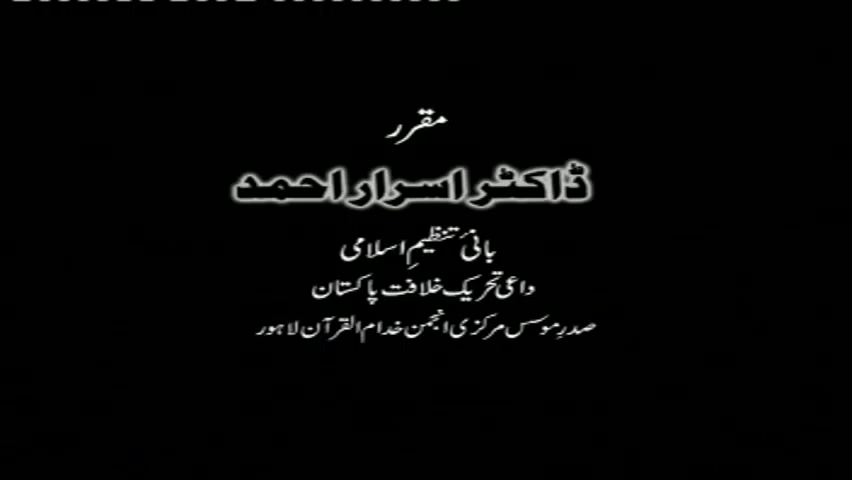 مقرر
ڈاکٹر اسرار احمد
بانیٔ تنظیمِ اسلامی
داعی تحریک خلافت پاکستان
صدرِ موسس مرکزی انجمن خدام القرآن لاہور